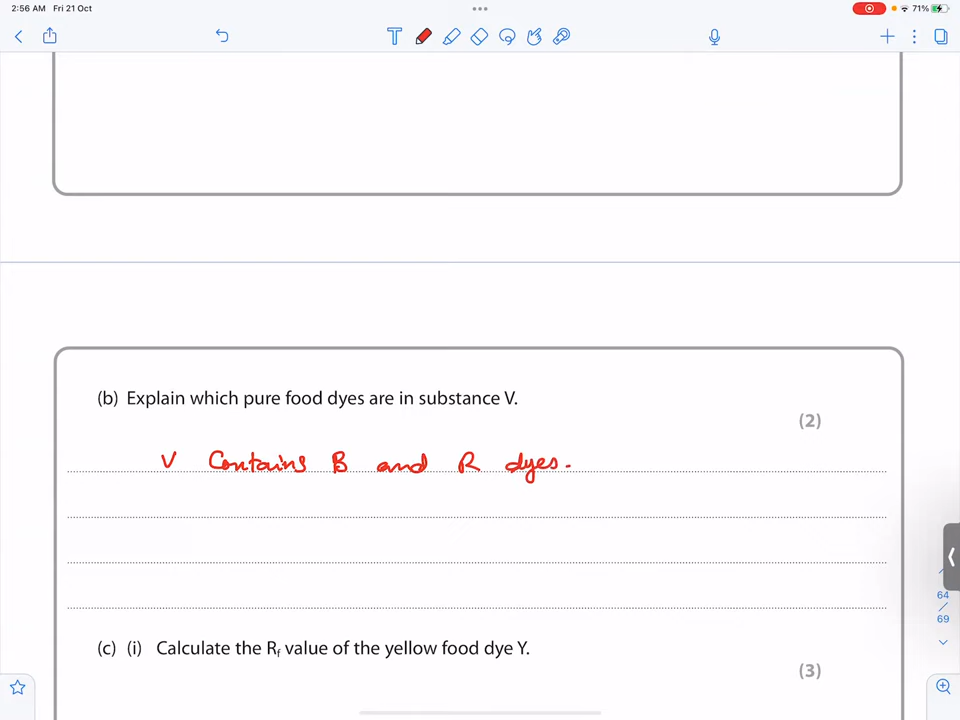 2:56 AM Fri 21 Oct
71%
T
(b) Explain which pure food dyes are in substance V.
(2)
V Contains B and R dyes.
64
/
69
(c) (i) Calculate the Rf value of the yellow food dye Y.
(3)